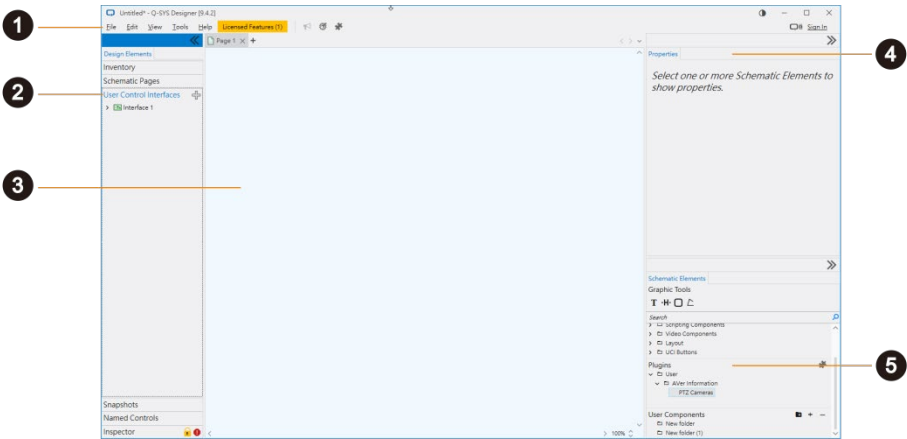 Untitled* - Q-SYS Designer [9.4.2]
1
File Edit View Tools Help Licensed Features (1)
Sign In
Page 1
Design Elements
Properties
4
Inventory
Schematic Pages
Select one or more Schematic Elements to
show properties.
2
User Control Interfaces
Interface 1
3
Schematic Elements
Graphic Tools
T H
Search
Scripting Components
Video Components
Layout
UCI Buttons
Plugins
5
User
AVer Information
PTZ Cameras
Snapshots
Named Controls
User Components
New folder
Inspector
100%
New folder (1)